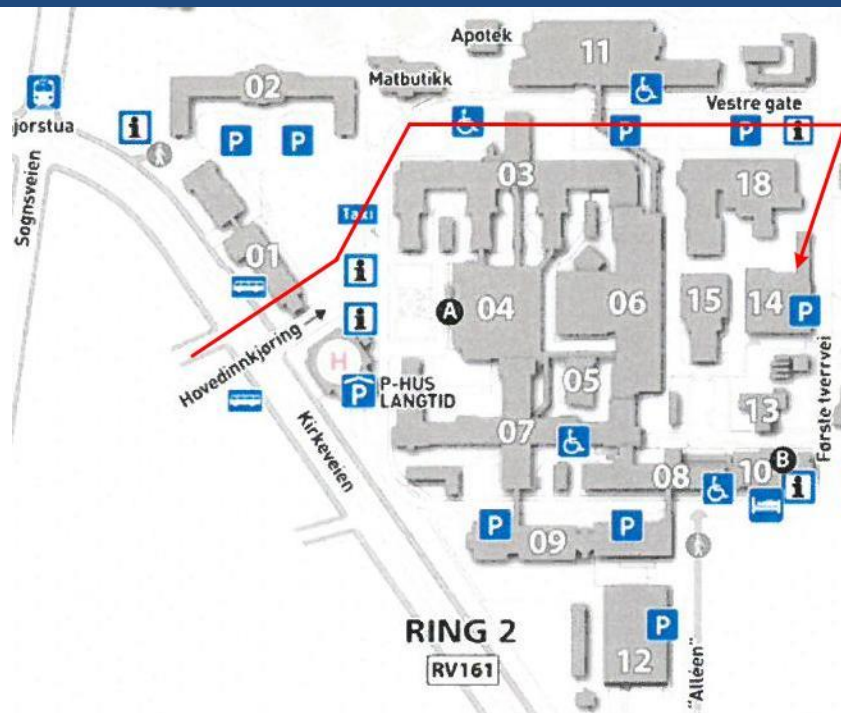 Apotek
11
Matbutikk
02
Vestre gate
jorstua
P
P
P
P
03
18
Taxi
Sognsveien
01
A
04
06
15
14
P
Hovedinnkjøring
H
P
P-HUS
LANGTID
05
13
Første tverrvei
07
Kirkeveien
08
10
B
P
09
P
RING 2
RV161
12
P
"Alléen"